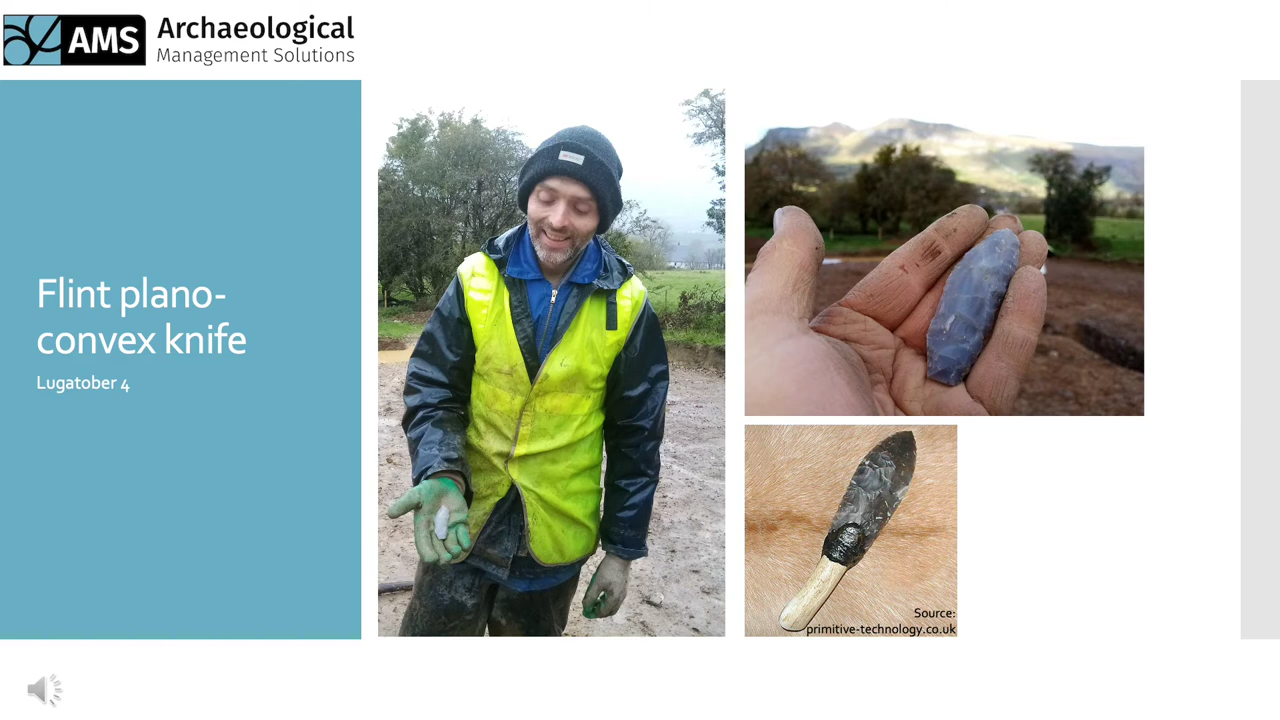 AMS
Archaeological
Management Solutions
Flint plano-
convex knife
Lugatober 4
Source:
primitive-technology.co.uk